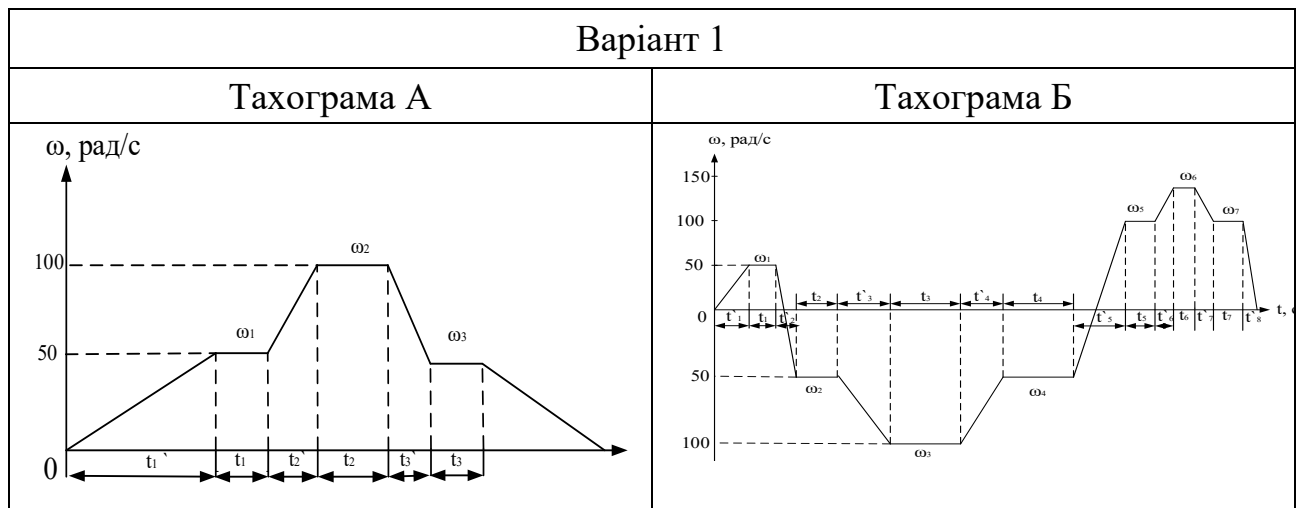 Варіант 1
Тахограма А
Тахограма Б
ω, рад/с
100
50
0
ω1
ω2
ω3
t1`
t1
t2`
t2
t3`
t3
ω, рад/с
150
100
50
0
50
100
ω1
ω2
ω3
ω4
ω5
ω6
ω7
t2
t`3
t3
t`4
t4
t`1
t1
t`2
t`5
t5
t`6
t6
t`7
t7
t`8
t, с